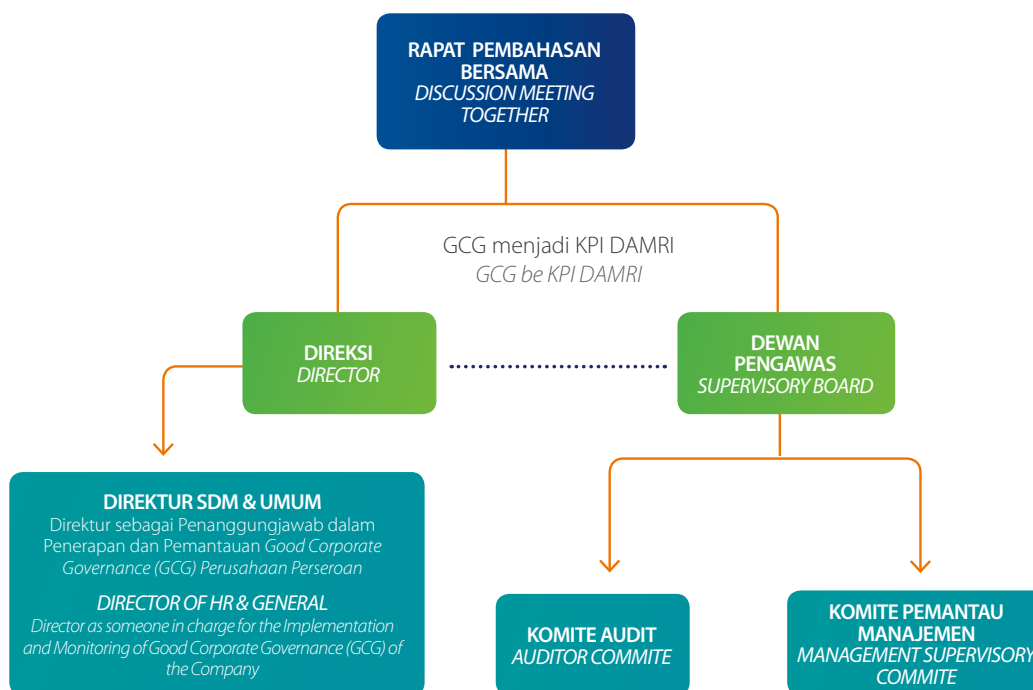 RAPAT PEMBAHASAN
BERSAMA
DISCUSSION MEETING
TOGETHER
GCG menjadi KPI DAMRI
GCG be KPI DAMRI
DIREKSI
DIRECTOR
DEWAN
PENGAWAS
SUPERVISORY BOARD
DIREKTUR SDM & UMUM
Direktur sebagai Penanggungjawab dalam
Penerapan dan Pemantauan Good Corporate
Governance (GCG) Perusahaan Perseroan
DIRECTOR OF HR & GENERAL
Director as someone in charge for the Implementation
and Monitoring of Good Corporate Governance (GCG) of
the Company
KOMITE AUDIT
AUDITOR COMMITE
KOMITE PEMANTAU
MANAJEMEN
MANAGEMENT SUPERVISORY
COMMITE